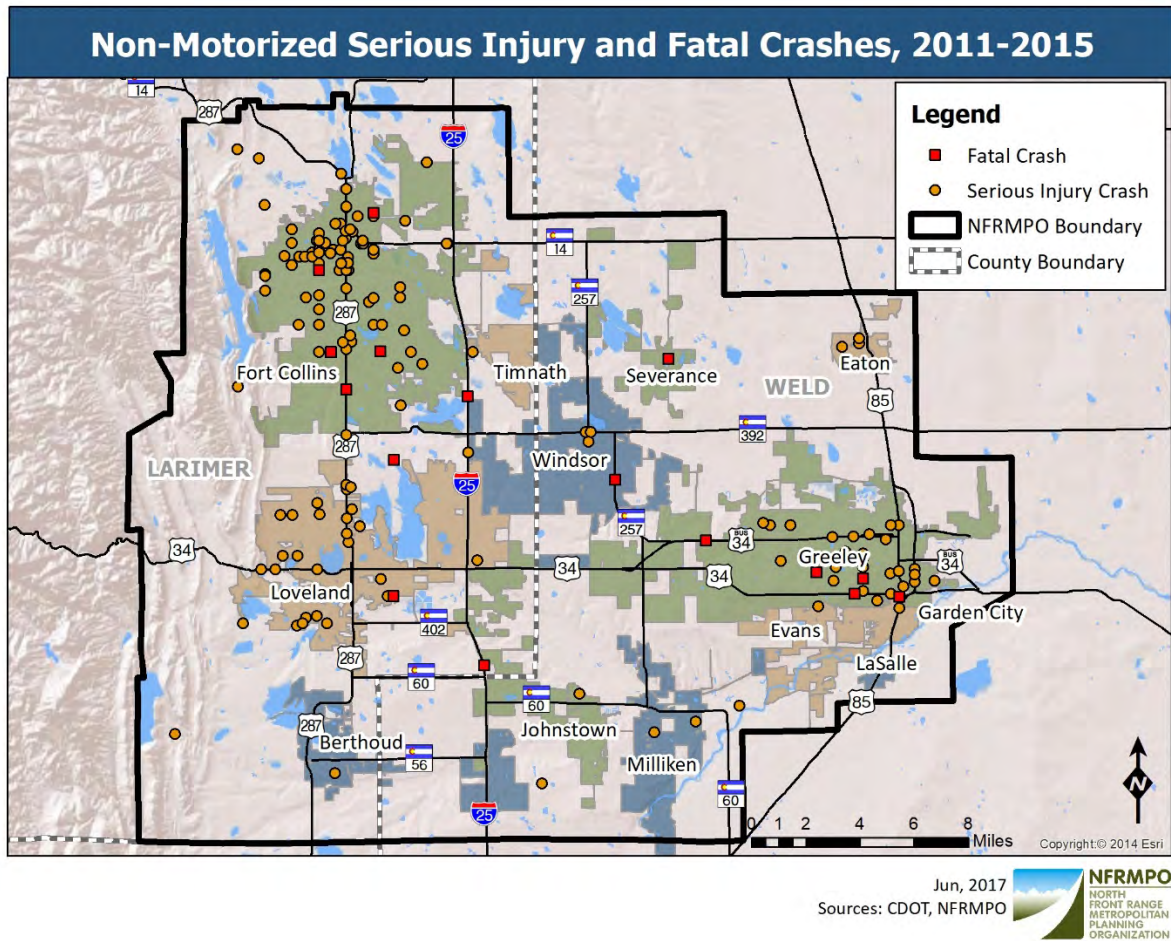 Non-Motorized Serious Injury and Fatal Crashes, 2011-2015
Legend
Fatal Crash
Serious Injury Crash
NFRMPO Boundary
County Boundary
14
287
25
14
257
287
Fort Collins
Timnath
Severance
Eaton
WELD
85
LARIMER
287
392
Windsor
25
257
34
BUS
34
Greeley
BUS
34
34
34
Loveland
Garden City
Evans
402
LaSalle
287
60
60
85
287
Berthoud
Johnstown
Milliken
56
60
25
N
0 1 2 4 6 8
Miles
Copyright:© 2014 Esri
Jun, 2017
Sources: CDOT, NFRMPO
NFRMPO
NORTH
FRONT RANGE
METROPOLITAN
PLANNING
ORGANIZATION